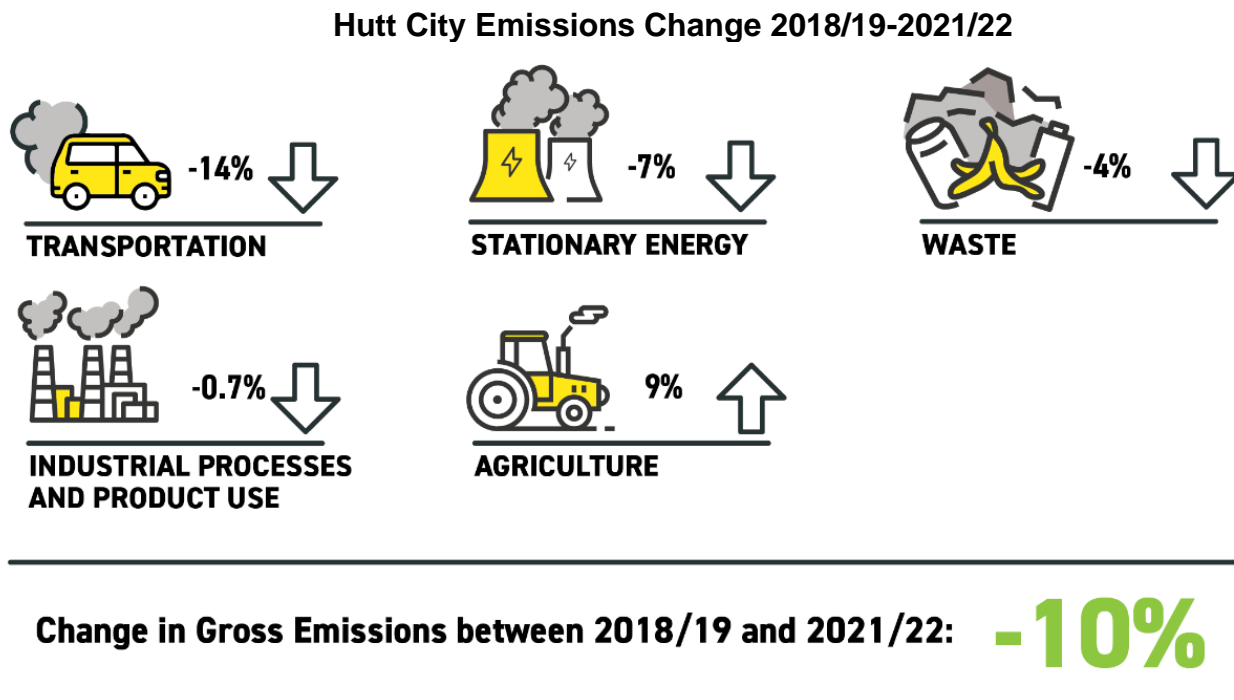 Hutt City Emissions Change 2018/19-2021/22
-14%
TRANSPORTATION
-7%
STATIONARY ENERGY
-4%
WASTE
-0.7%
INDUSTRIAL PROCESSES
AND PRODUCT USE
9%
AGRICULTURE
Change in Gross Emissions between 2018/19 and 2021/22: -10%